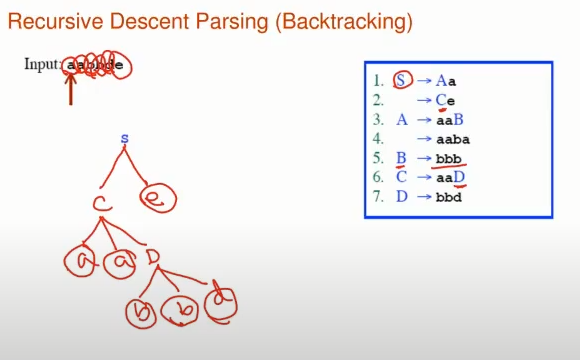 Recursive Descent Parsing (Backtracking)
Input: aabbde
1. S → Aa
2. → Ce
3. A → aaB
4. → aaba
5. B → bbb
6. C → aaD
7. D → bbd
S
C e
a a D
b b d